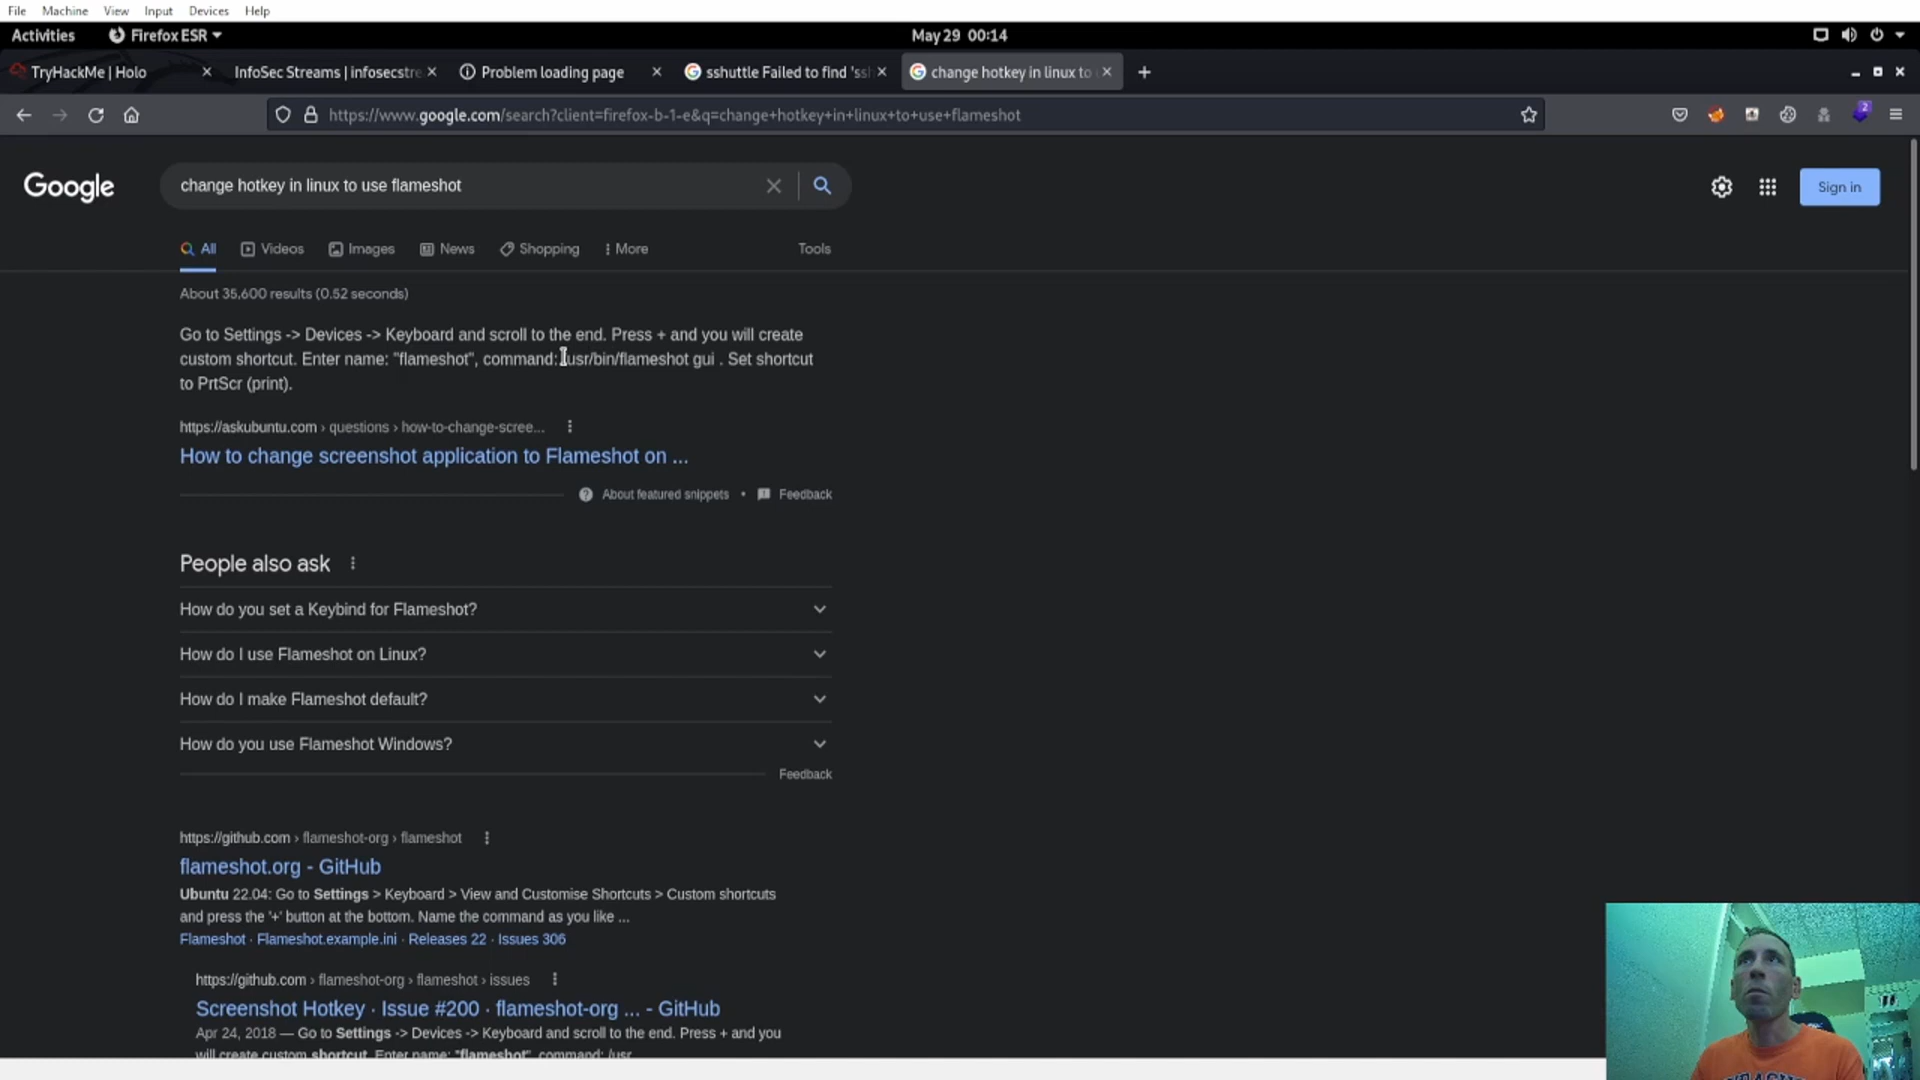 File Machine View Input Devices Help
Activities Firefox ESR May 29 00:14
TryHackMe | Holo InfoSec Streams | infosecstre Problem loading page sshuttle Failed to find 'ssl change hotkey in linux to
https://www.google.com/search?client=firefox-b-1-e&q=change+hotkey+in+linux+to+use+flameshot 2
Google change hotkey in linux to use flameshot Sign in
All Videos Images News Shopping More Tools
About 35,600 results (0.52 seconds)
Go to Settings -> Devices -> Keyboard and scroll to the end. Press + and you will create
custom shortcut. Enter name: "flameshot", command: /usr/bin/flameshot gui . Set shortcut
to PrtScr (print).
https://askubuntu.com › questions › how-to-change-scree...
How to change screenshot application to Flameshot on ...
About featured snippets • Feedback
People also ask
How do you set a Keybind for Flameshot?
How do I use Flameshot on Linux?
How do I make Flameshot default?
How do you use Flameshot Windows?
Feedback
https://github.com › flameshot-org › flameshot
flameshot.org - GitHub
Ubuntu 22.04: Go to Settings > Keyboard > View and Customise Shortcuts > Custom shortcuts
and press the '+' button at the bottom. Name the command as you like ...
Flameshot · Flameshot.example.ini · Releases 22 · Issues 306
https://github.com › flameshot-org › flameshot › issues
Screenshot Hotkey · Issue #200 · flameshot-org ... - GitHub
Apr 24, 2018 — Go to Settings -> Devices -> Keyboard and scroll to the end. Press + and you
will create custom shortcut. Enter name: "flameshot", command: /usr